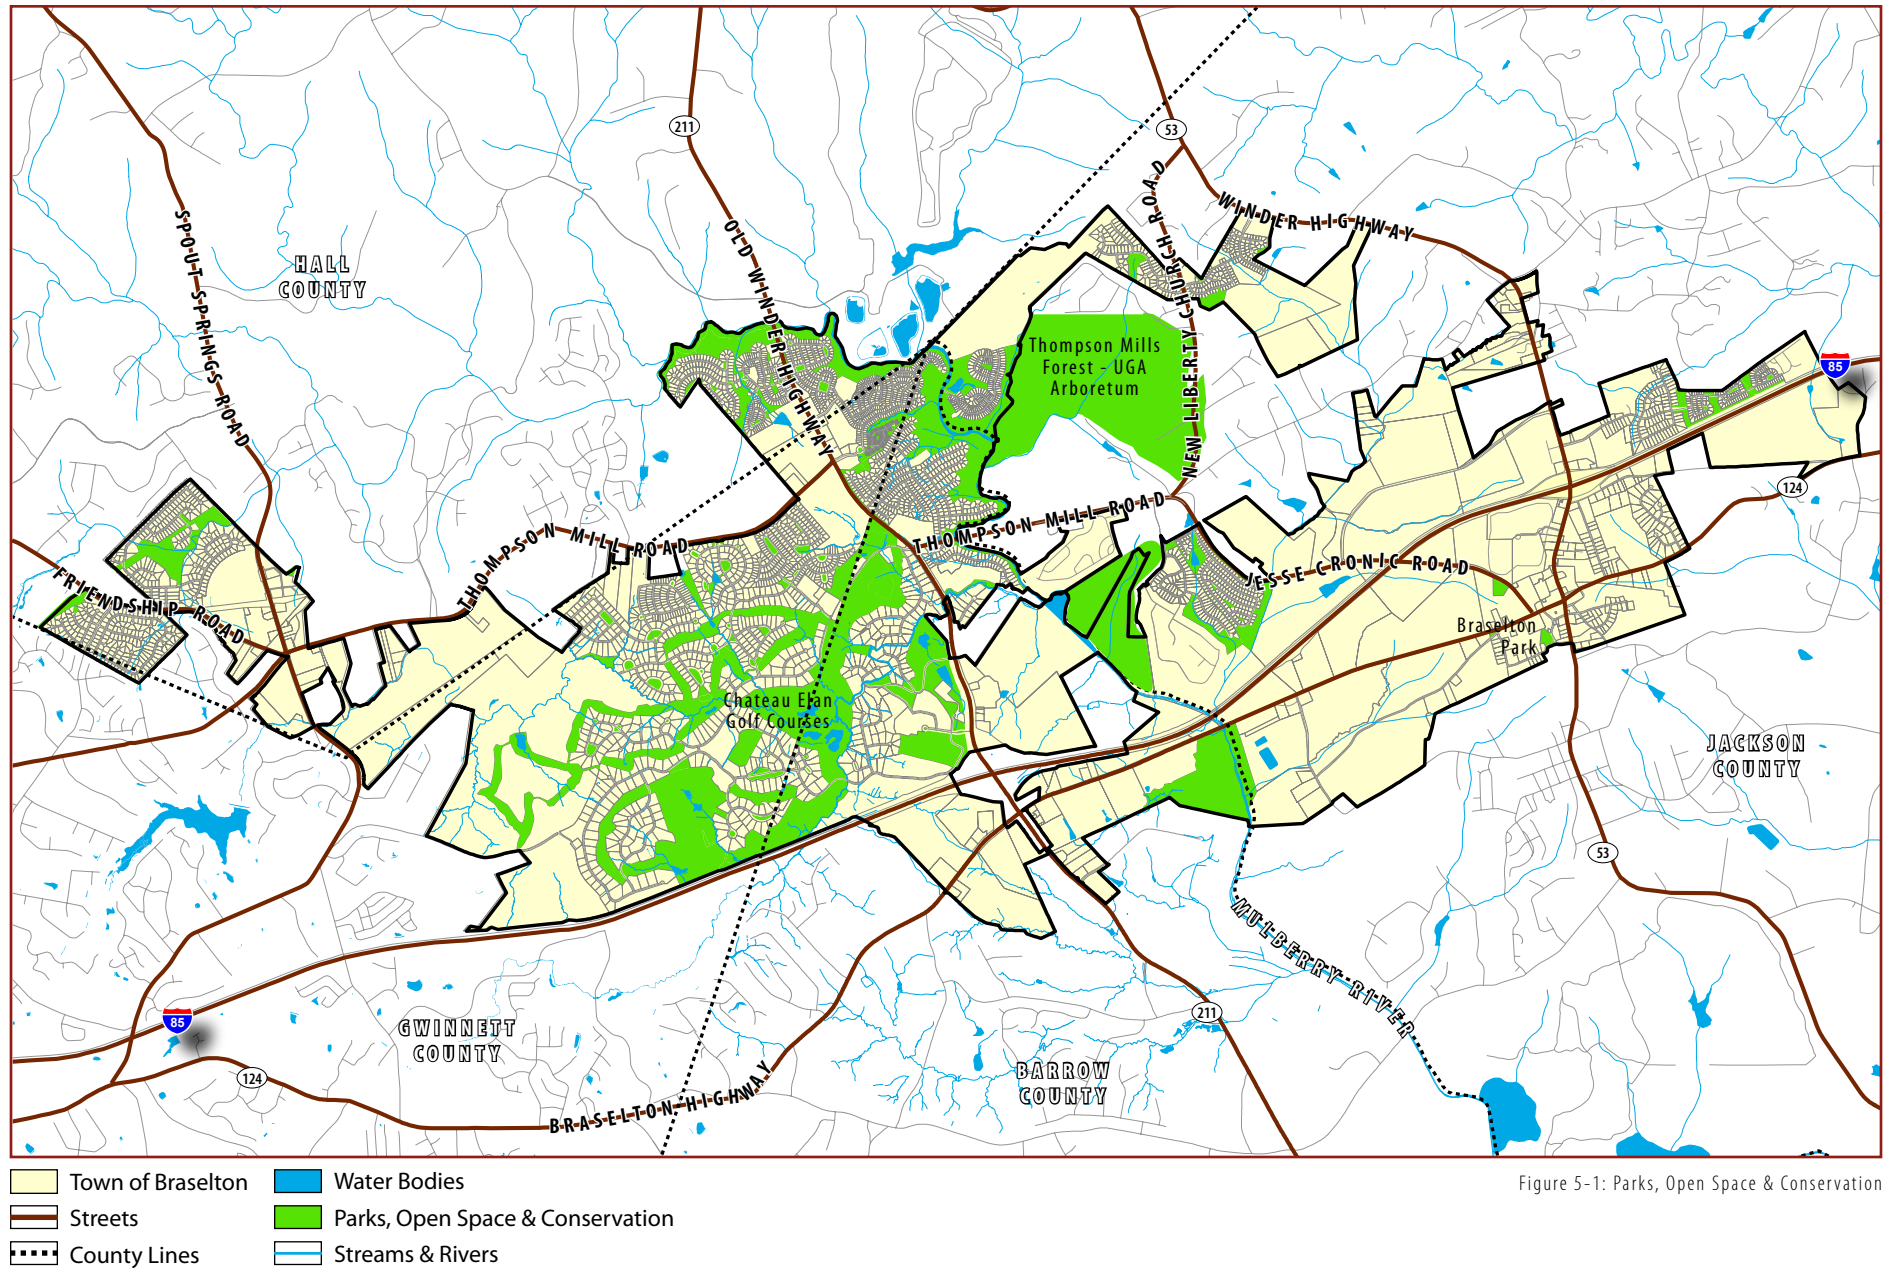 211
53
WINDER HIGHWAY
NEW LIBERTY CHURCH ROAD
SPOUT SPRINGS ROAD
OLD WINDER HIGHWAY
HALL
COUNTY
Thompson Mills
Forest - UGA
Arboretum
85
124
THOMPSON MILL ROAD
THOMPSON MILL ROAD
JESSE CRONIC ROAD
FRIENDSHIP ROAD
Braselton
Park
Chateau Elan
Golf Courses
JACKSON
COUNTY
53
MULBERRY RIVER
85
GWINNETT
COUNTY
211
124
BARROW
COUNTY
BRASELTON HIGHWAY
Town of Braselton
Water Bodies
Figure 5-1: Parks, Open Space & Conservation
Streets
Parks, Open Space & Conservation
County Lines
Streams & Rivers